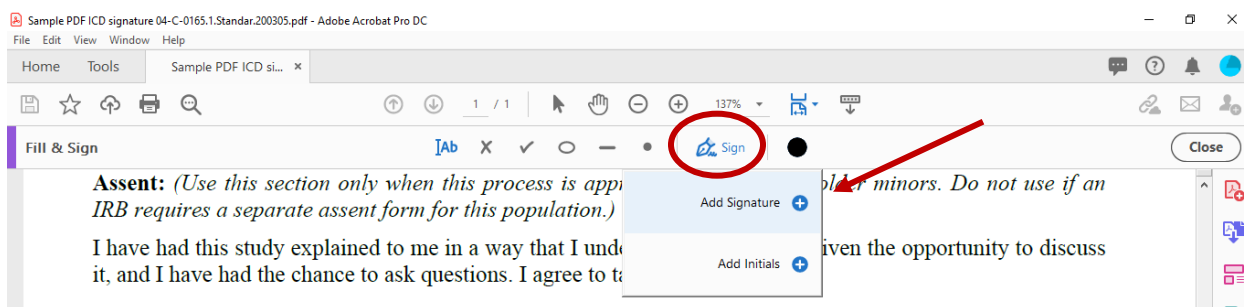 Sample PDF ICD signature 04-C-0165.1.Standar.200305.pdf - Adobe Acrobat Pro DC
File Edit View Window Help
Home Tools Sample PDF ICD si... ×
1 / 1 137%
Fill & Sign Ab Sign Close
Assent: (Use this section only when this process is older minors. Do not use if an
Add Signature
IRB requires a separate assent form for this population.)
I have had this study explained to me in a way that I iven the opportunity to discuss
Add Initials
it, and I have had the chance to ask questions. I agree to